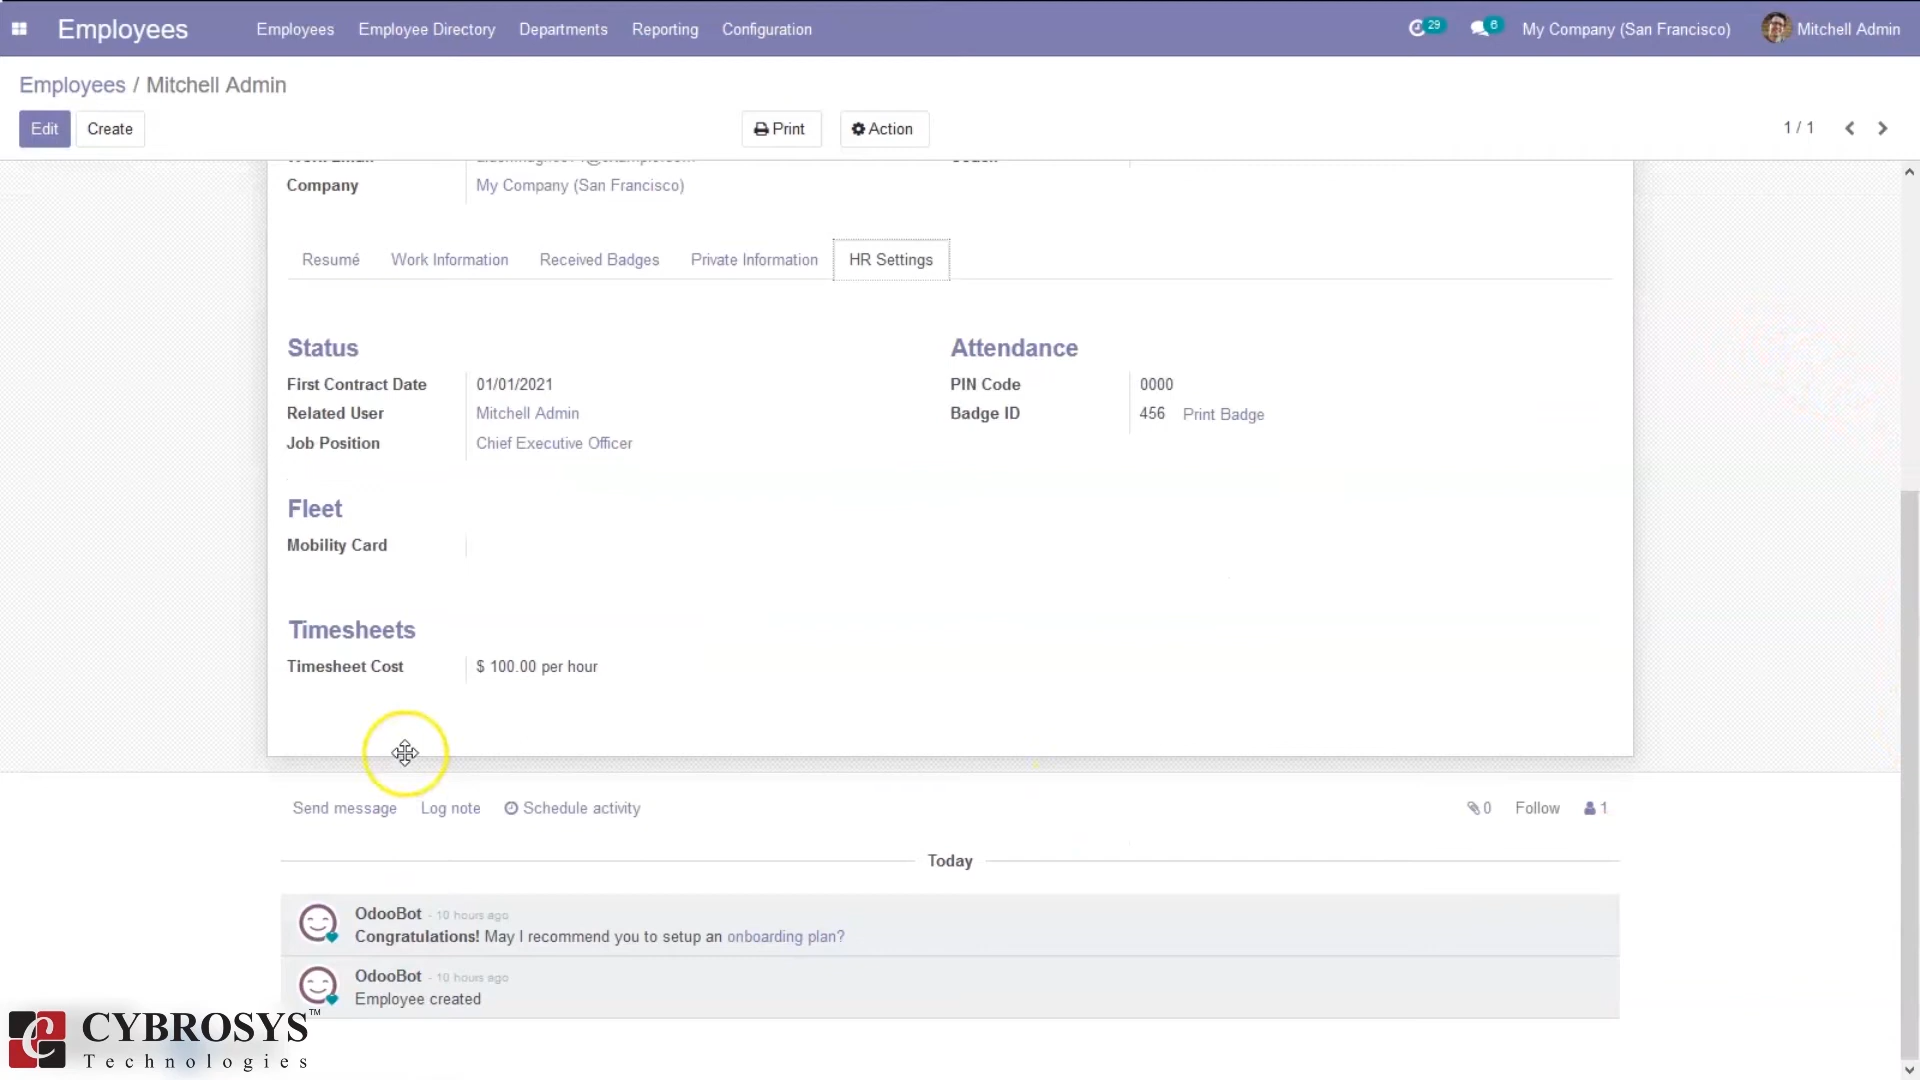 Employees Employees Employee Directory Departments Reporting Configuration 29 6 My Company (San Francisco) Mitchell Admin
Employees / Mitchell Admin
Edit Create Print Action 1 / 1
Company My Company (San Francisco)
Resumé Work Information Received Badges Private Information HR Settings
Status Attendance
First Contract Date 01/01/2021 PIN Code 0000
Related User Mitchell Admin Badge ID 456 Print Badge
Job Position Chief Executive Officer
Fleet
Mobility Card
Timesheets
Timesheet Cost $ 100.00 per hour
Send message Log note Schedule activity 0 Follow 1
Today
OdooBot - 10 hours ago
Congratulations! May I recommend you to setup an onboarding plan?
OdooBot - 10 hours ago
Employee created
CYBROSYS™
Technologies